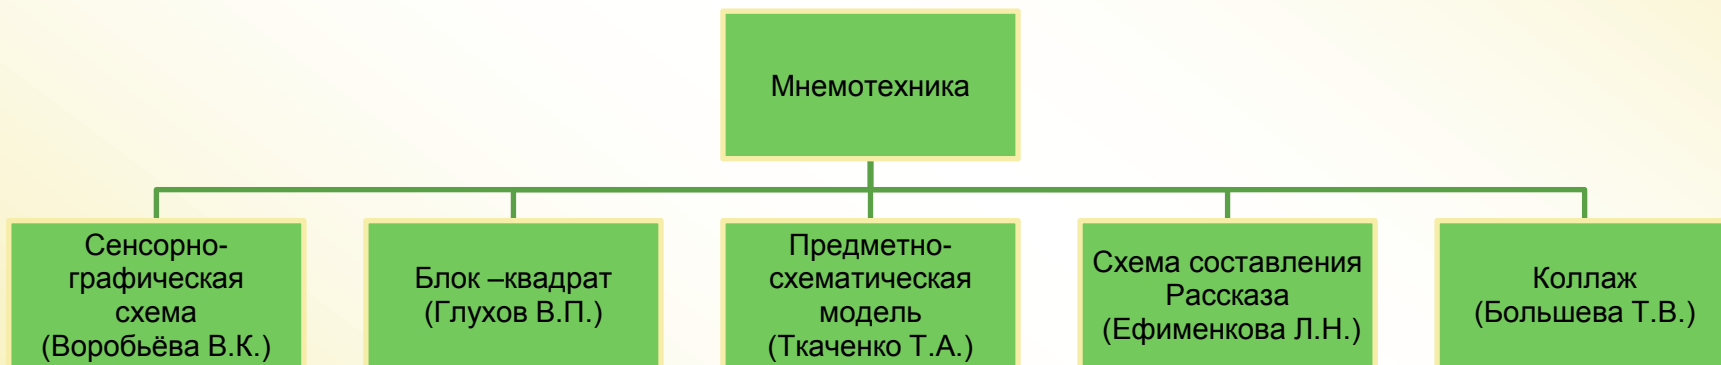 Мнемотехника
Сенсорно-
графическая
схема
(Воробьёва В.К.)
Блок –квадрат
(Глухов В.П.)
Предметно-
схематическая
модель
(Ткаченко Т.А.)
Схема составления
Рассказа
(Ефименкова Л.Н.)
Коллаж
(Большева Т.В.)